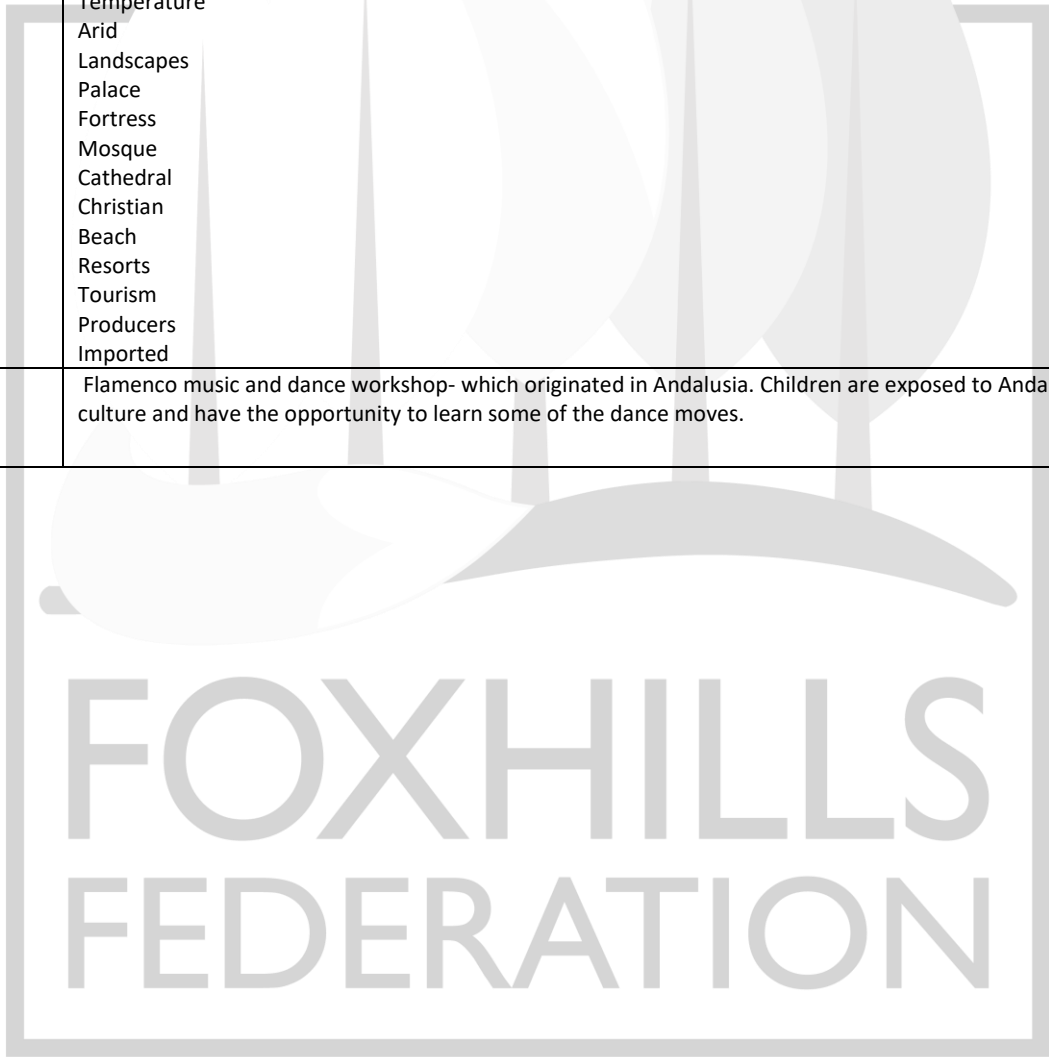 Temperature
Arid
Landscapes
Palace
Fortress
Mosque
Cathedral
Christian
Beach
Resorts
Tourism
Producers
Imported
Flamenco music and dance workshop- which originated in Andalusia. Children are exposed to Anda
culture and have the opportunity to learn some of the dance moves.
FOXHILLS
FEDERATION